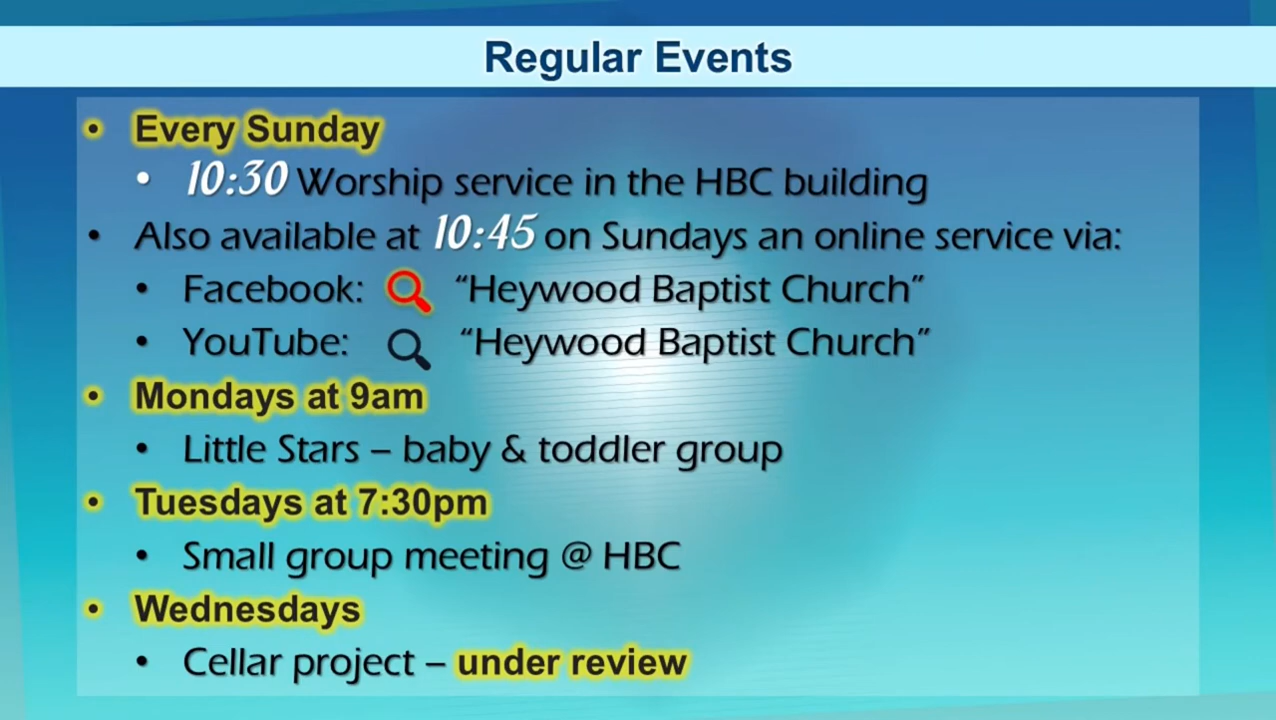 Regular Events
• Every Sunday
• 10:30 Worship service in the HBC building
• Also available at 10:45 on Sundays an online service via:
• Facebook: “Heywood Baptist Church”
• YouTube: “Heywood Baptist Church”
• Mondays at 9am
• Little Stars – baby & toddler group
• Tuesdays at 7:30pm
• Small group meeting @ HBC
• Wednesdays
• Cellar project – under review